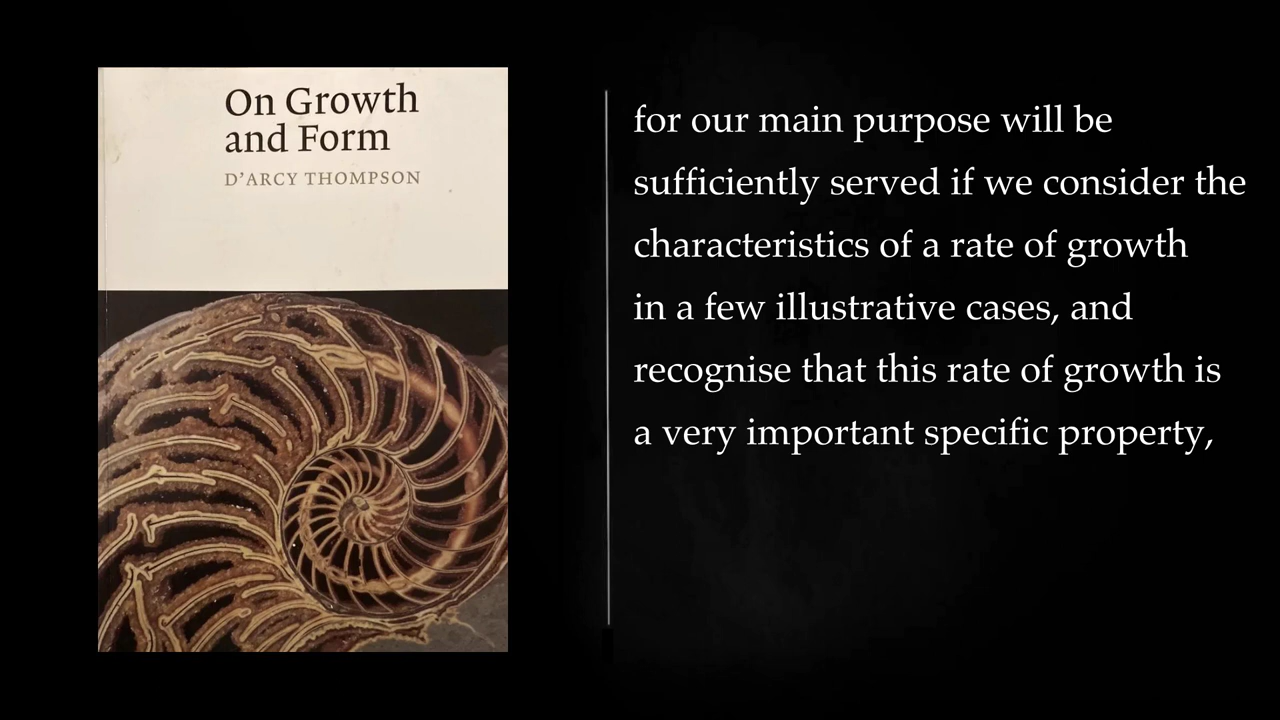 On Growth
and Form
D'ARCY THOMPSON
for our main purpose will be
sufficiently served if we consider the
characteristics of a rate of growth
in a few illustrative cases, and
recognise that this rate of growth is
a very important specific property,